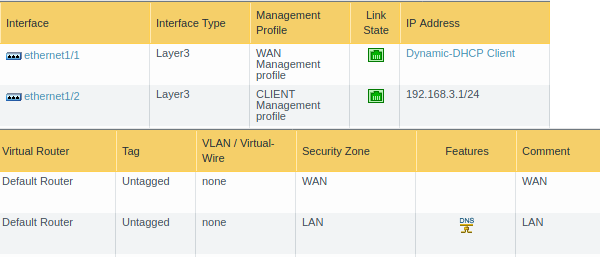 Interface Interface Type Management Profile Link State IP Address
ethernet1/1 Layer3 WAN Management profile Dynamic-DHCP Client
ethernet1/2 Layer3 CLIENT Management profile 192.168.3.1/24
Virtual Router Tag VLAN / Virtual-Wire Security Zone Features Comment
Default Router Untagged none WAN WAN
Default Router Untagged none LAN DNS LAN